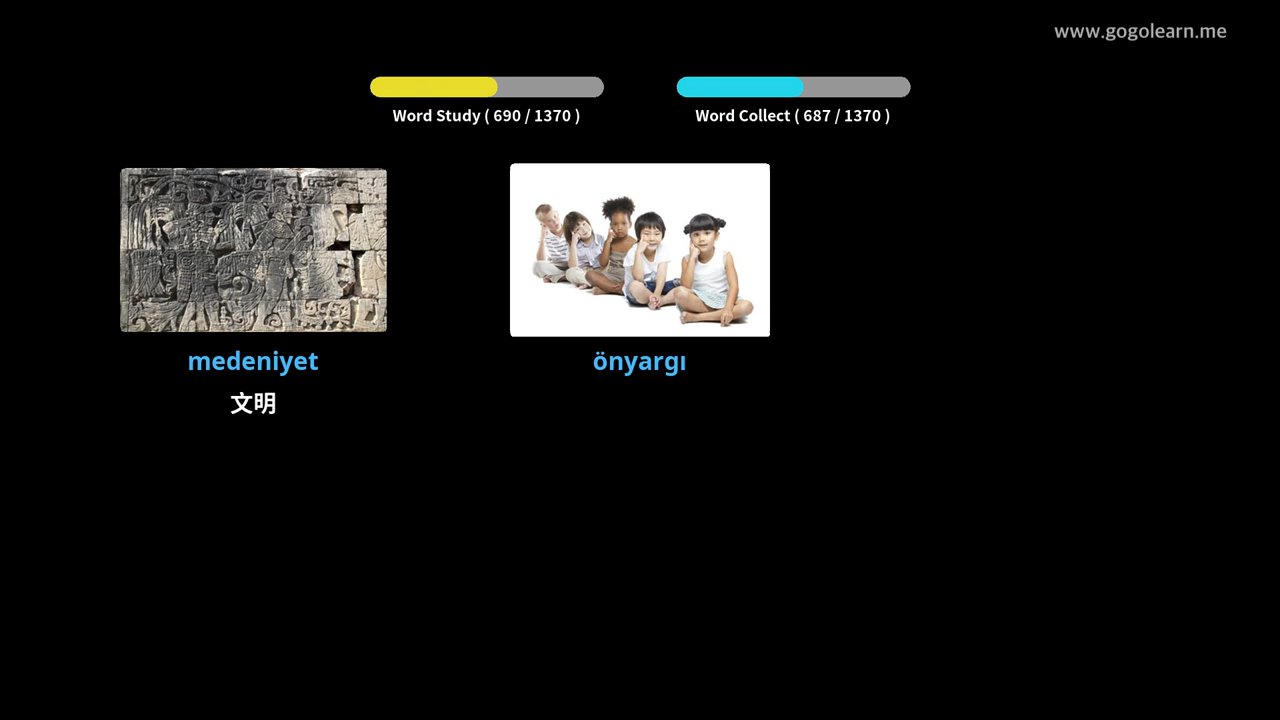 www.gogolearn.me
Word Study ( 690 / 1370 )
Word Collect ( 687 / 1370 )
medeniyet
文明
önyargı